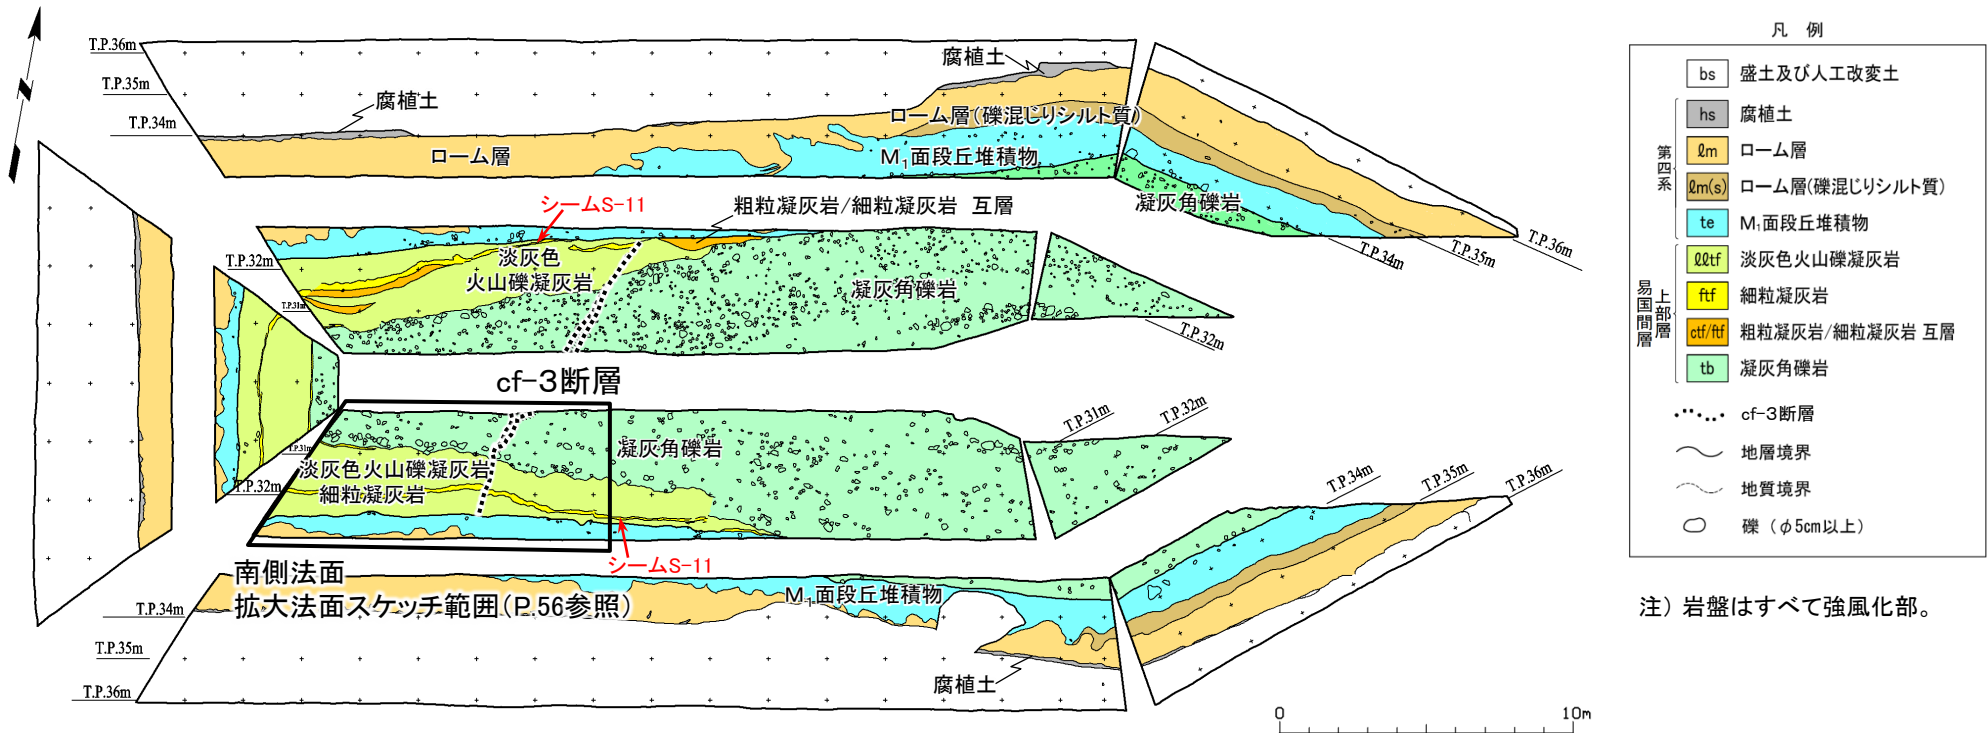 N
T.P.36m
T.P.35m
T.P.34m
腐植土
腐植土
ローム層
ローム層(礫混じりシルト質)
M₁面段丘堆積物
凝灰角礫岩
T.P.34m
T.P.35m
T.P.36m
シームS-11
粗粒凝灰岩/細粒凝灰岩 互層
T.P.32m
T.P.31m
淡灰色
火山礫凝灰岩
凝灰角礫岩
T.P.32m
cf-3断層
T.P.31m
T.P.32m
淡灰色火山礫凝灰岩
細粒凝灰岩
凝灰角礫岩
T.P.31m
T.P.32m
シームS-11
南側法面
拡大法面スケッチ範囲(P.56参照)
T.P.34m
T.P.35m
T.P.36m
M₁面段丘堆積物
腐植土
T.P.34m
T.P.35m
T.P.36m
0 10m
凡 例
bs 盛土及び人工改変土
hs 腐植土
ℓm ローム層
ℓm(s) ローム層(礫混じりシルト質)
te M₁面段丘堆積物
ℓℓtf 淡灰色火山礫凝灰岩
ftf 細粒凝灰岩
ctf/ftf 粗粒凝灰岩/細粒凝灰岩 互層
tb 凝灰角礫岩
第四系
易国間層
上部層
cf-3断層
地層境界
地質境界
礫（φ5cm以上）
注）岩盤はすべて強風化部。